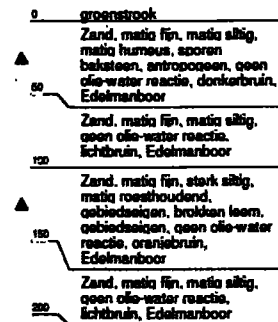 0 groenstrook
Zand, matig fijn, matig siltig,
matig humeus, sporen
baksteen, antropogeen, geen
olie-water reactie, donkerbruin,
50 Edelmanboor
Zand, matig fijn, matig siltig,
geen olie-water reactie,
lichtbruin, Edelmanboor
100
Zand, matig fijn, sterk siltig,
matig roesthoudend,
gebiedseigen, brokken leem,
gebiedseigen, geen olie-water
150 reactie, oranjebruin,
Edelmanboor
Zand, matig fijn, matig siltig,
geen olie-water reactie,
200 lichtbruin, Edelmanboor